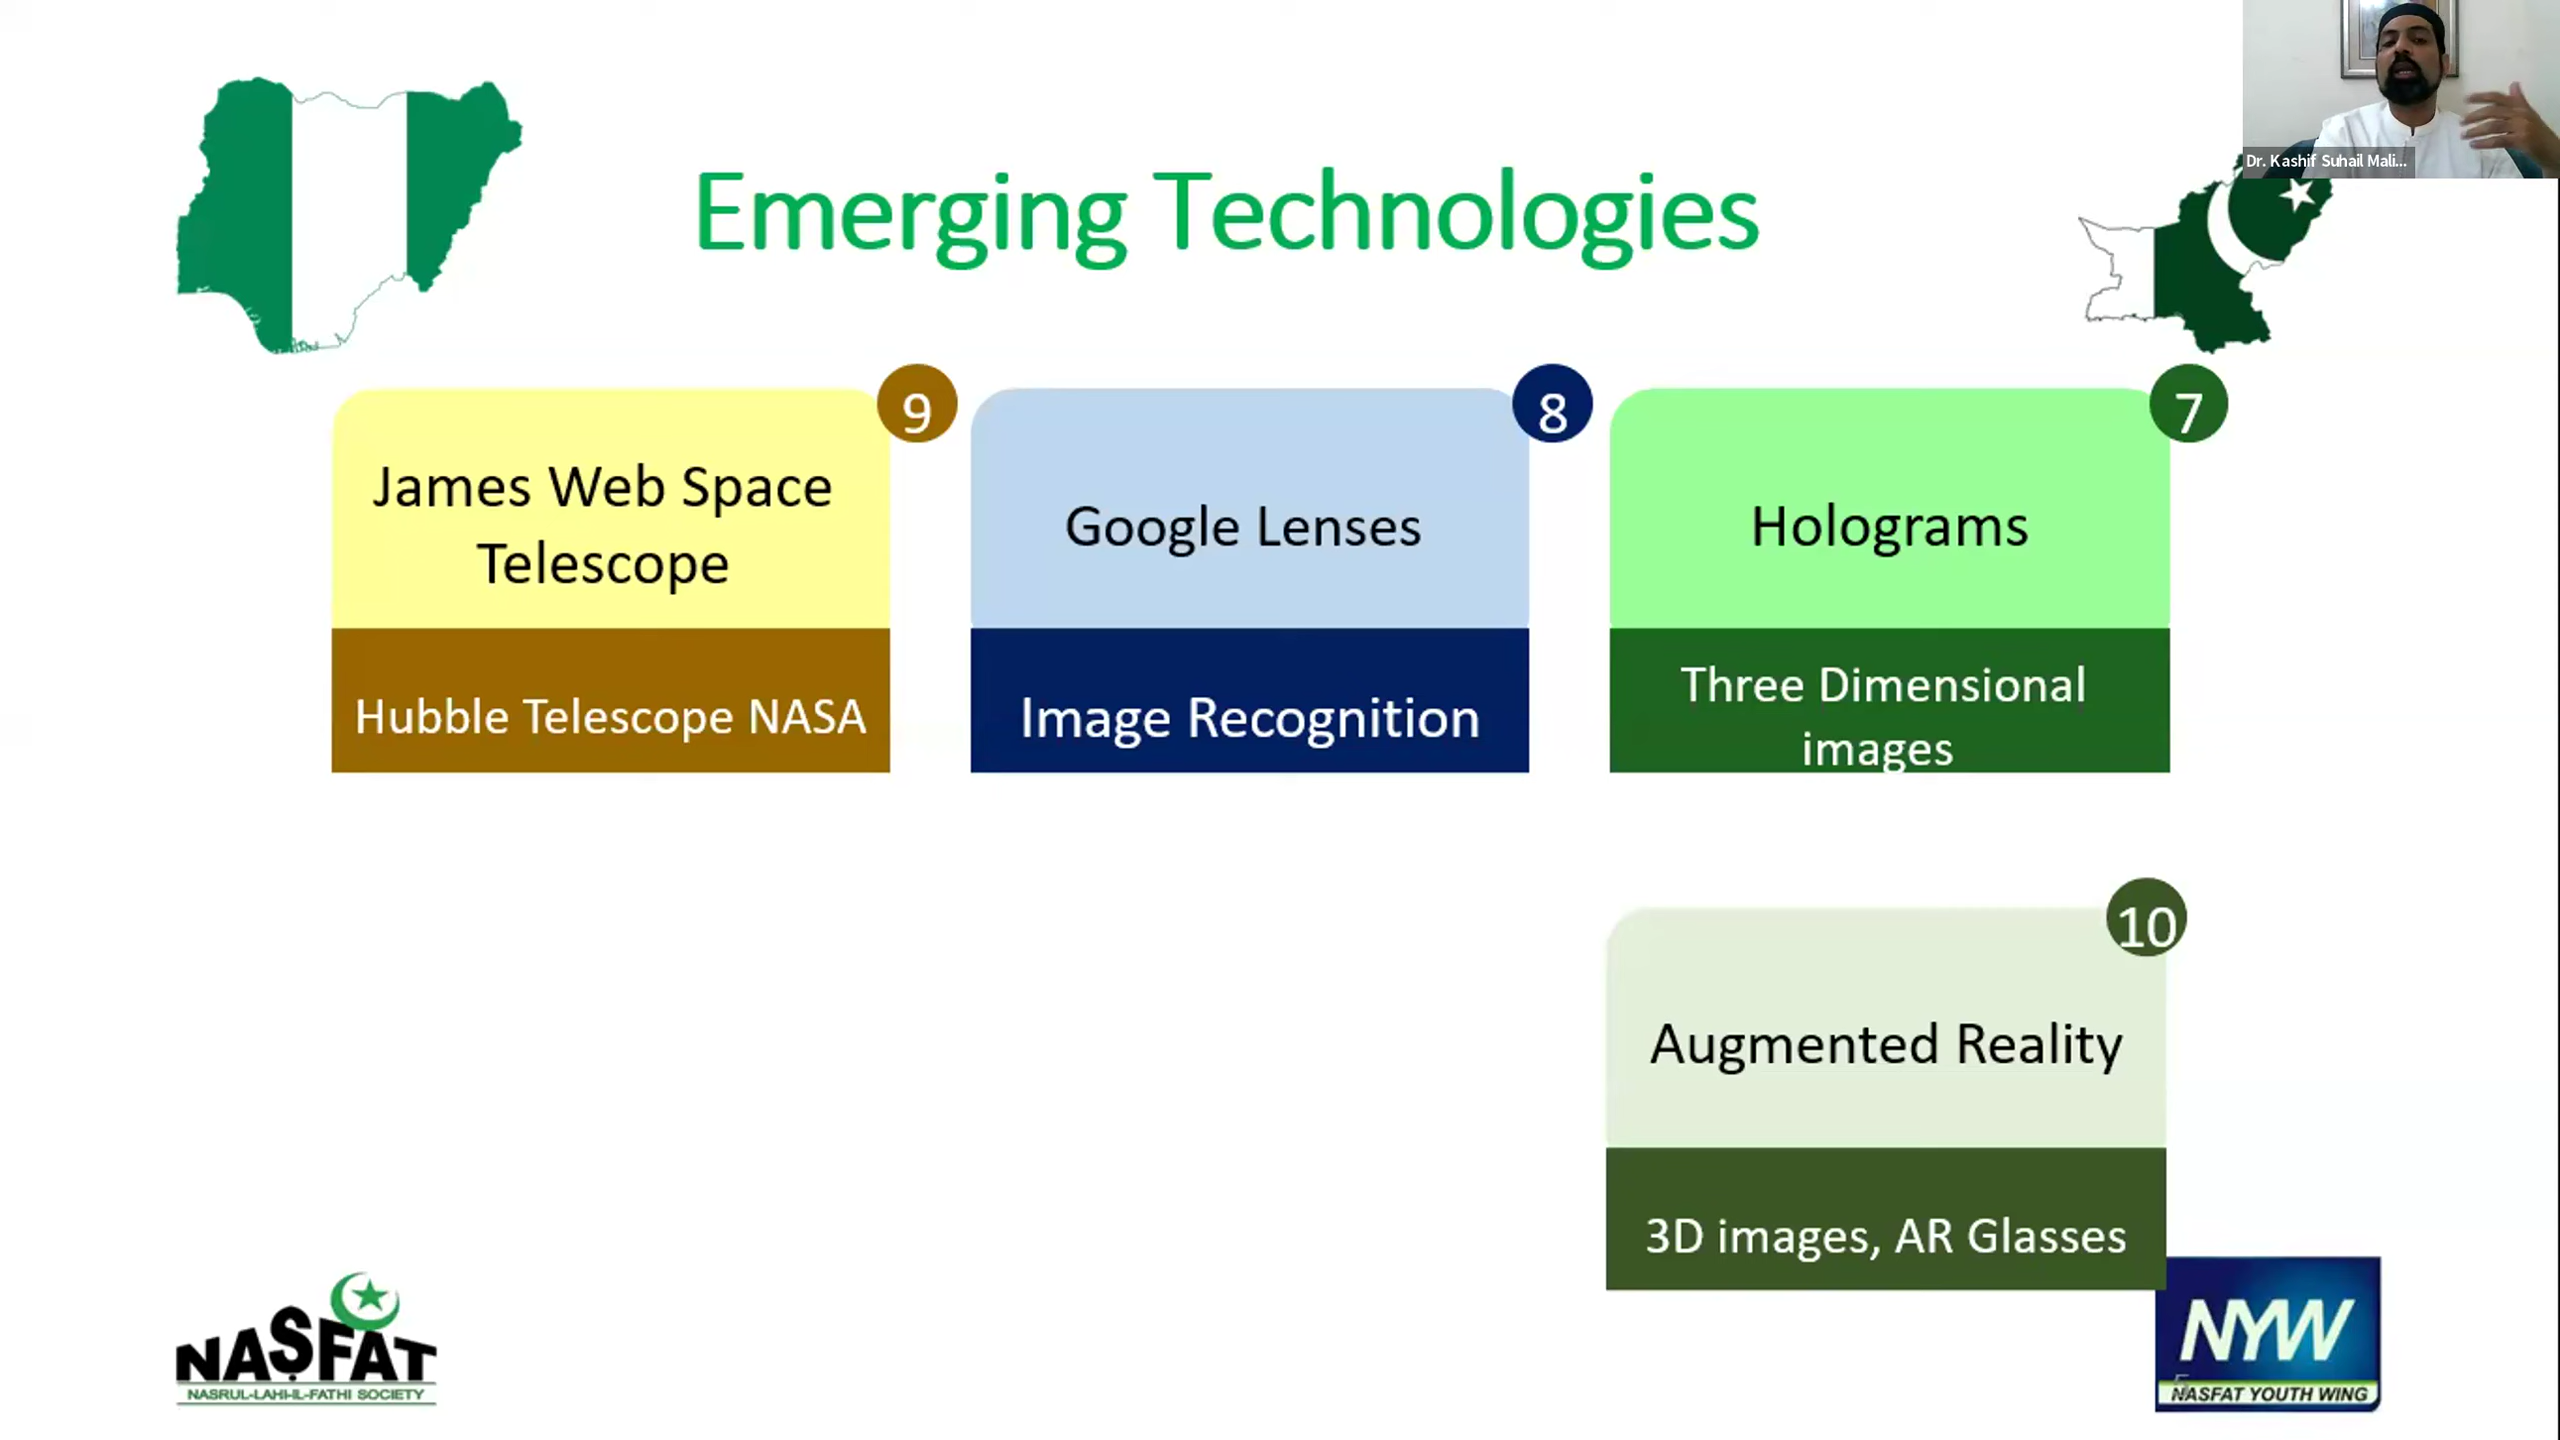 Dr. Kashif Suhail Mali...
Emerging Technologies
9
James Web Space
Telescope
Hubble Telescope NASA
8
Google Lenses
Image Recognition
7
Holograms
Three Dimensional
images
10
Augmented Reality
3D images, AR Glasses
NASFAT
NASRUL-LAHI-IL-FATHI SOCIETY
NYW
NASFAT YOUTH WING